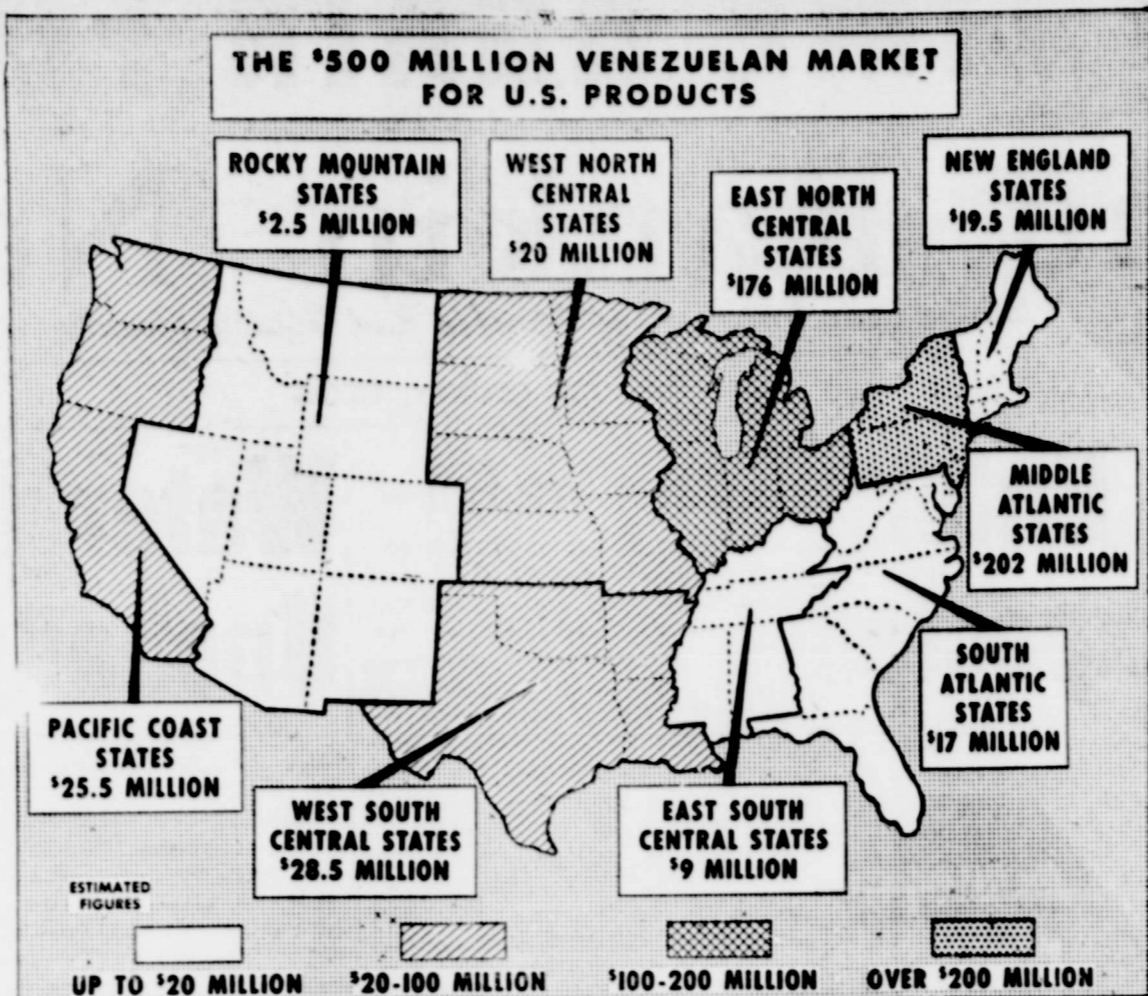 THE $500 MILLION VENEZUELAN MARKET
FOR U.S. PRODUCTS
ROCKY MOUNTAIN
STATES
$2.5 MILLION
WEST NORTH
CENTRAL
STATES
$20 MILLION
EAST NORTH
CENTRAL
STATES
$176 MILLION
NEW ENGLAND
STATES
$19.5 MILLION
MIDDLE
ATLANTIC
STATES
$202 MILLION
SOUTH
ATLANTIC
STATES
$17 MILLION
PACIFIC COAST
STATES
$25.5 MILLION
WEST SOUTH
CENTRAL STATES
$28.5 MILLION
EAST SOUTH
CENTRAL STATES
$9 MILLION
ESTIMATED
FIGURES
UP TO $20 MILLION
$20-100 MILLION
$100-200 MILLION
OVER $200 MILLION